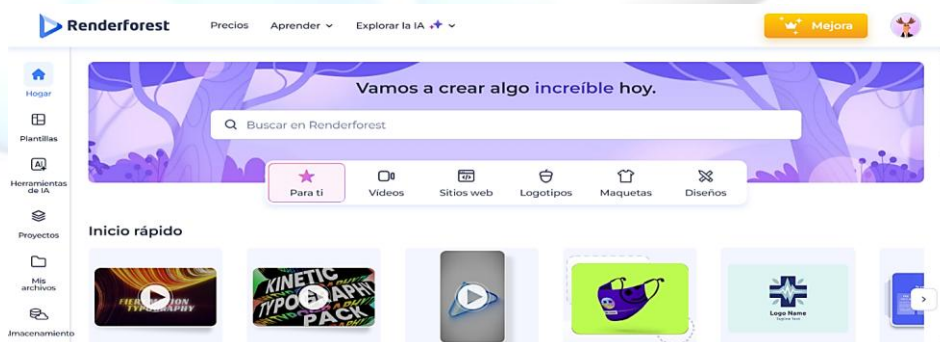 Renderforest
Precios
Aprender
Explorar la IA
Mejora
Hogar
Plantillas
AI
Herramientas
de IA
Proyectos
Mis
archivos
lmacenamiento
Vamos a crear algo increíble hoy.
Buscar en Renderforest
Para ti
Vídeos
Sitios web
Logotipos
Maquetas
Diseños
Inicio rápido
TYPOGRAPHY
KINETIC
TYPOGRAPHY
PACK
Logo Name